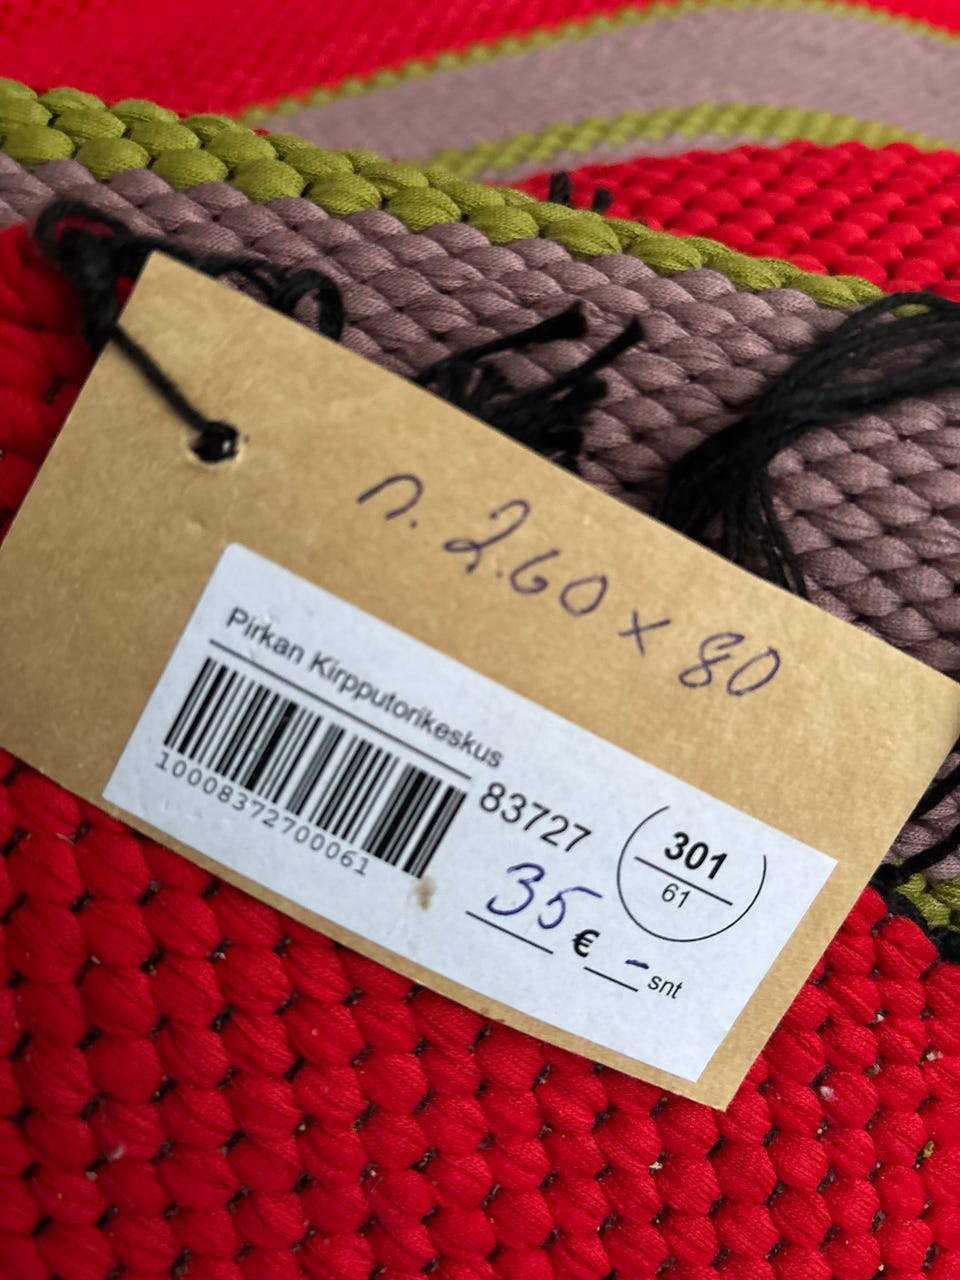 n. 2.60 x 80
Pirkan Kirpputorikeskus
10008372700061
83727
301
61
35 € - snt